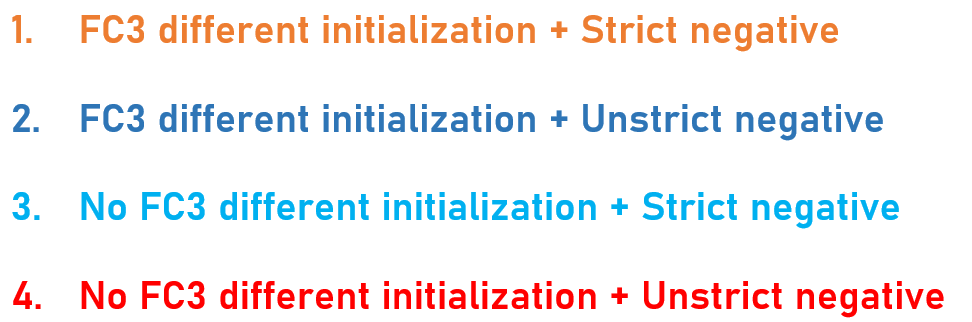 1. FC3 different initialization + Strict negative
2. FC3 different initialization + Unstrict negative
3. No FC3 different initialization + Strict negative
4. No FC3 different initialization + Unstrict negative